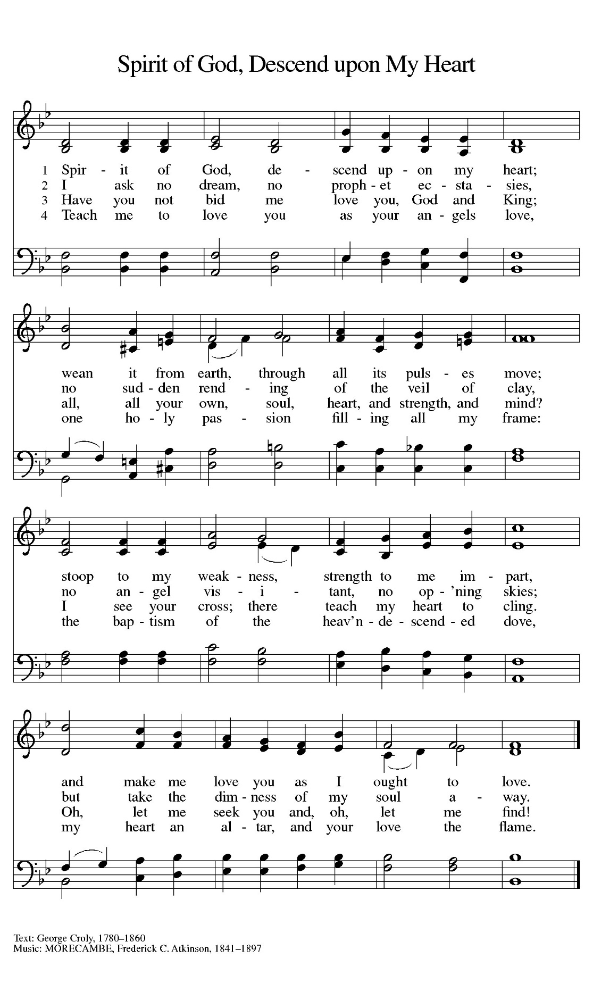 Spirit of God, Descend upon My Heart
1 Spir - it of God, de - scend up - on my heart;
2 I ask no dream, no proph - et ec - sta - sies,
3 Have you not bid me love you, God and King;
4 Teach me to love you as your an - gels love,
wean it from earth, through all its puls - es move;
no sud - den rend - ing of the veil of clay,
all, all your own, soul, heart, and strength, and mind?
one ho - ly pas - sion fill - ing all my frame:
stoop to my weak - ness, strength to me im - part,
no an - gel vis - i - tant, no op - 'ning skies;
I see your cross; there teach my heart to cling.
the bap - tism of the heav'n - de - scend - ed dove,
and make me love you as I ought to love.
but take the dim - ness of my soul a - way.
Oh, let me seek you and, oh, let me find!
my heart an al - tar, and your love the flame.
Text: George Croly, 1780–1860
Music: MORECAMBE, Frederick C. Atkinson, 1841–1897